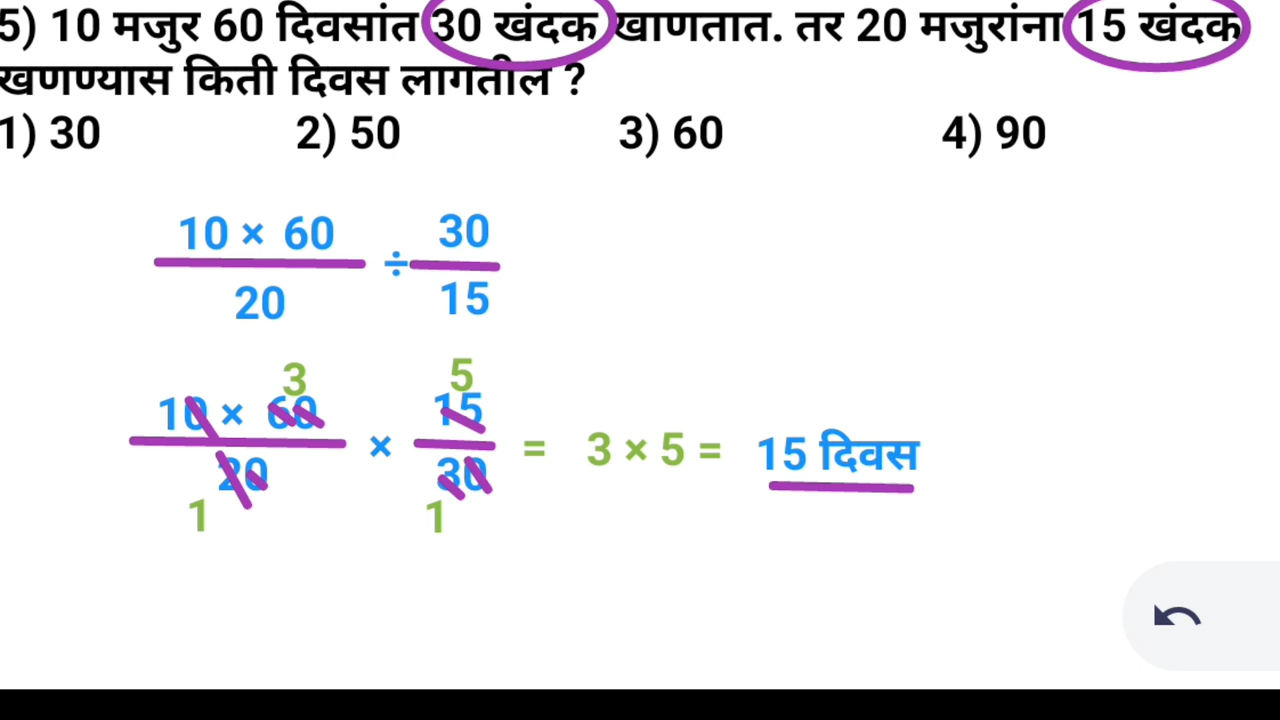 5) 10 मजुर 60 दिवसांत 30 खंदक खाणतात. तर 20 मजुरांना 15 खंदक
खणण्यास किती दिवस लागतील ?
1) 30 2) 50 3) 60 4) 90
10 × 60 30
÷
20 15
3 5
10 × 60 15
× = 3 × 5 = 15 दिवस
20 30
1 1